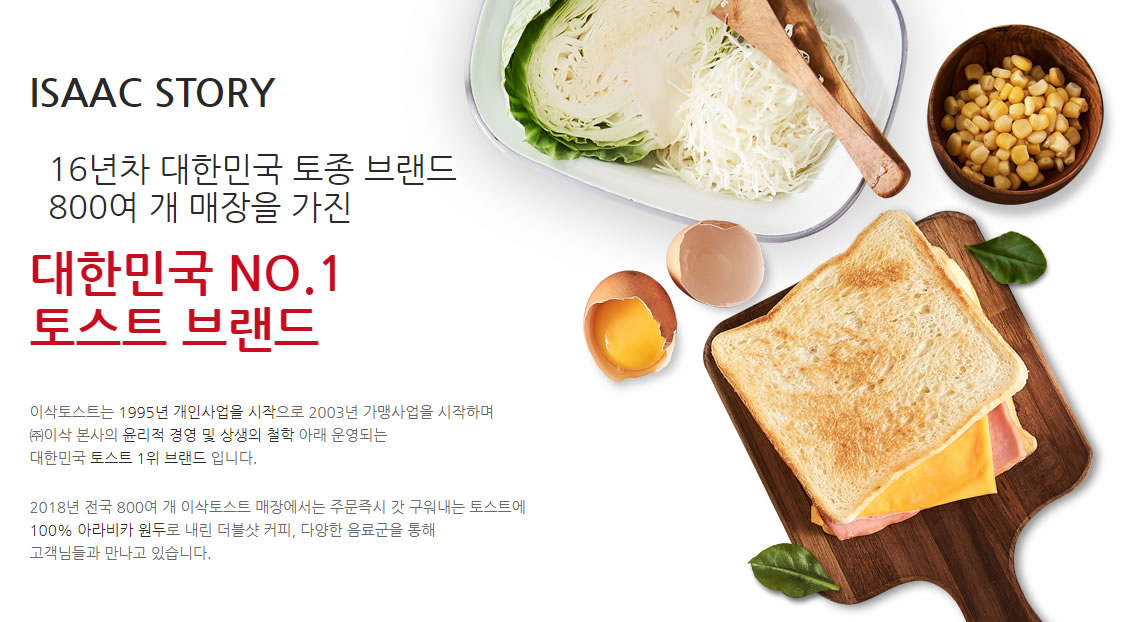 ISAAC STORY
16년차 대한민국 토종 브랜드
800여 개 매장을 가진
대한민국 NO.1
토스트 브랜드
이삭토스트는 1995년 개인사업을 시작으로 2003년 가맹사업을 시작하며
㈜이삭 본사의 윤리적 경영 및 상생의 철학 아래 운영되는
대한민국 토스트 1위 브랜드 입니다.
2018년 전국 800여 개 이삭토스트 매장에서는 주문즉시 갓 구워내는 토스트에
100% 아라비카 원두로 내린 더블샷 커피, 다양한 음료군을 통해
고객님들과 만나고 있습니다.